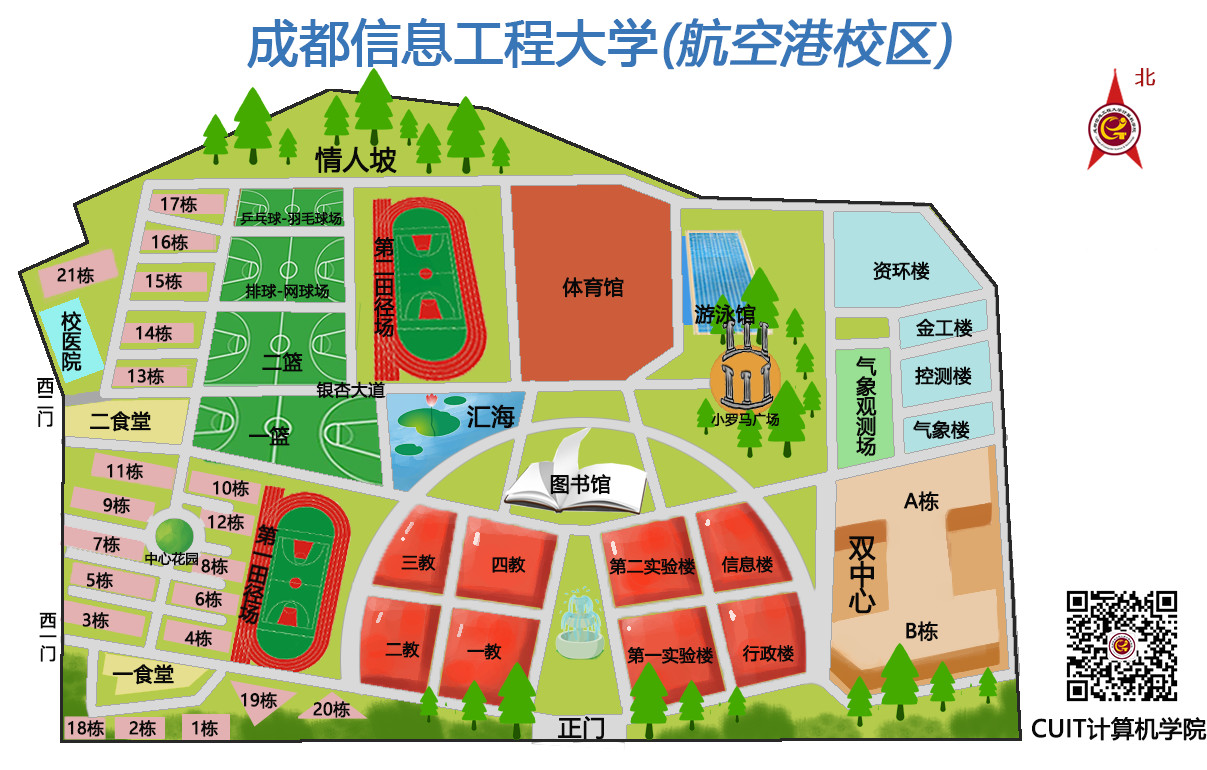 成都信息工程大学(航空港校区)
北
情人坡
17栋
乒乓球-羽毛球场
16栋
第二田径场
21栋
15栋
排球-网球场
体育馆
资环楼
校医院
14栋
游泳馆
金工楼
13栋
二篮
气象观测场
控测楼
西二门
银杏大道
二食堂
一篮
汇海
小罗马广场
气象楼
11栋
10栋
图书馆
A栋
9栋
12栋
第一田径场
7栋
中心花园
8栋
三教
四教
第二实验楼
信息楼
双中心
5栋
6栋
3栋
4栋
西一门
二教
一教
第一实验楼
行政楼
B栋
一食堂
19栋
20栋
18栋
2栋
1栋
正门
CUIT计算机学院